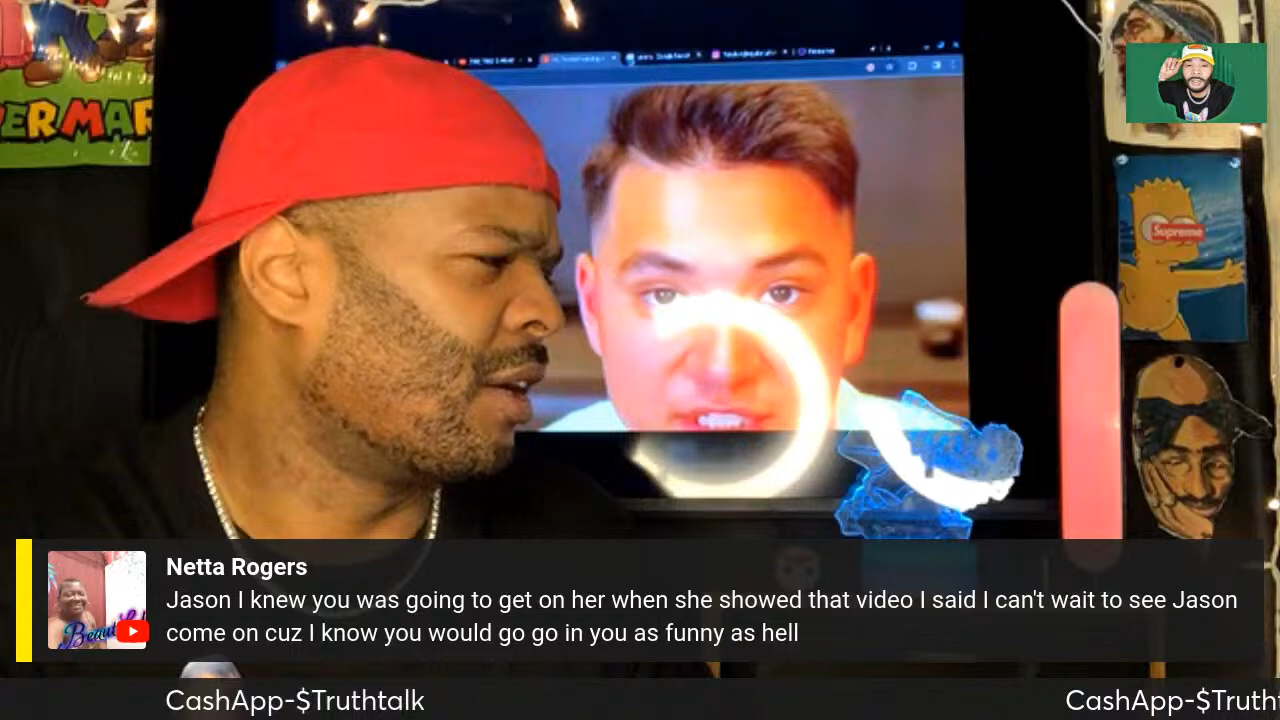 ERMAR
Supreme
Netta Rogers
Jason I knew you was going to get on her when she showed that video I said I can't wait to see Jason
come on cuz I know you would go go in you as funny as hell
CashApp-$Truthtalk
CashApp-$Truth